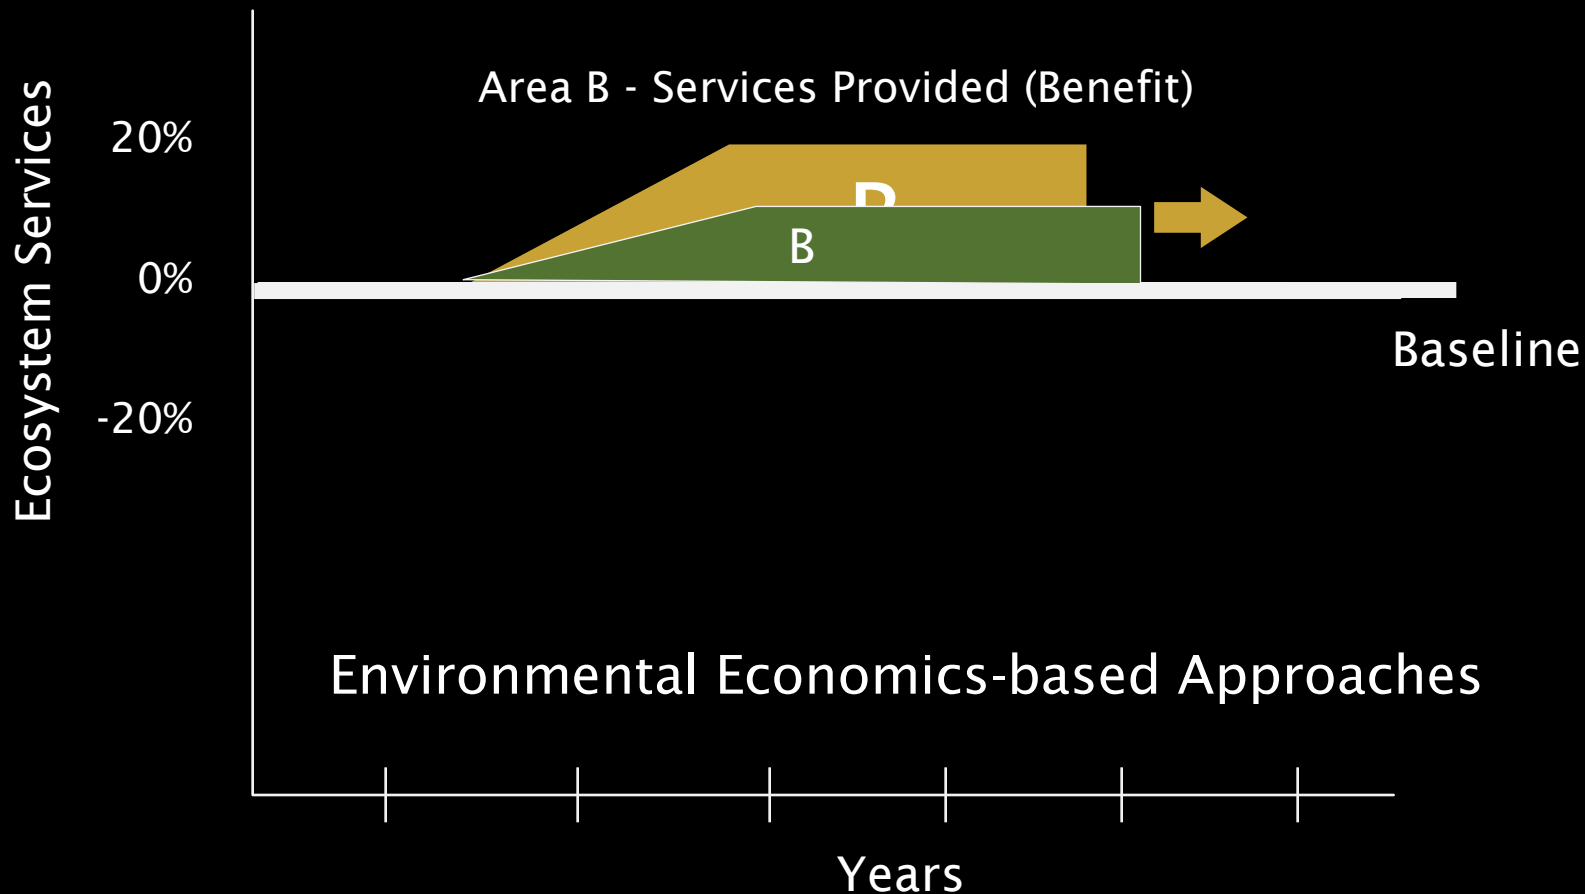 Area B - Services Provided (Benefit)
Ecosystem Services
20%
0%
-20%
B
Baseline
Environmental Economics-based Approaches
Years